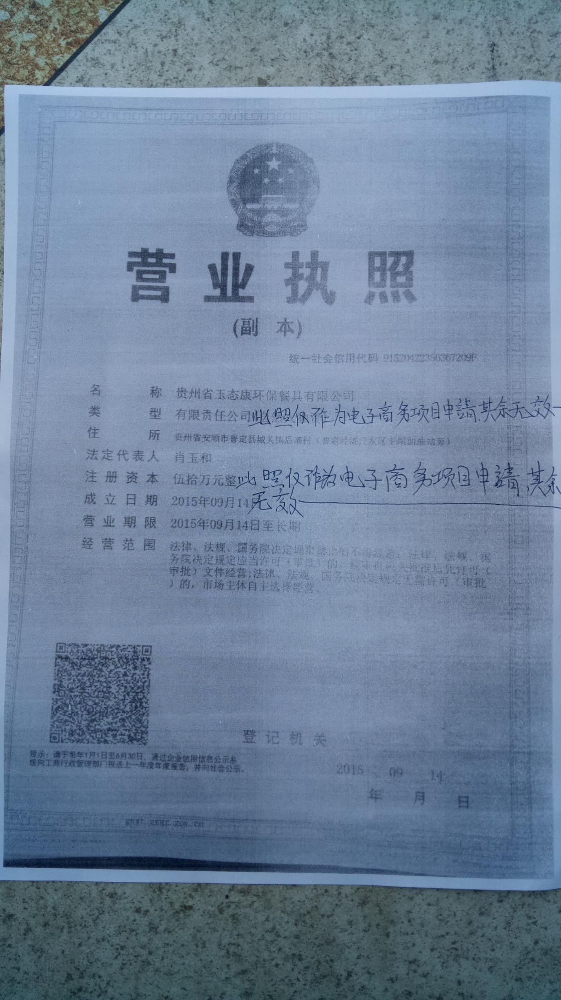 营业执照
(副 本)
统一社会信用代码 91520422356367209F
名 称 贵州省玉态康环保餐具有限公司
类 型 有限责任公司
此照仅作为电子商务项目申請,其余无效
住 所 贵州省安顺市普定县城关镇后寨村(普定经济开发区干坝加油站旁)
法定代表人 肖玉和
注册资本 伍拾万元整
此照仅作为电子商务项目申請,其余
无效
成立日期 2015年09月14日
营业期限 2015年09月14日至长期
经营范围 法律、法规、国务院决定规定禁止的不得经营;法律、法规、国
务院决定规定应当许可(审批)的,经审批机关批准后凭许可(
审批)文件经营;法律、法规、国务院决定规定无需许可(审批
)的,市场主体自主选择经营。
登记机关
提示:请于每年1月1日至6月30日,通过企业信用信息公示系
统向工商行政管理部门报送上一年度年度报告,并向社会公示。
2015 09 14
年 月 日